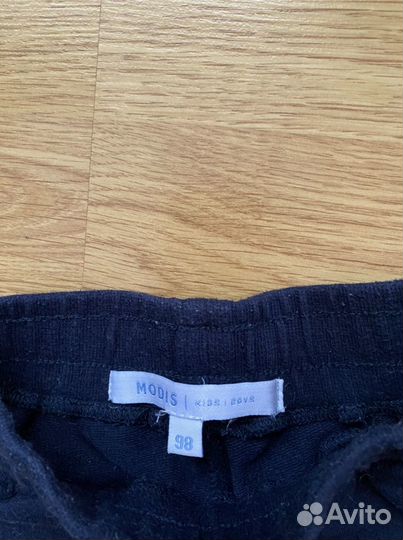 MODIS | KIDS | BOYS
98
Avito